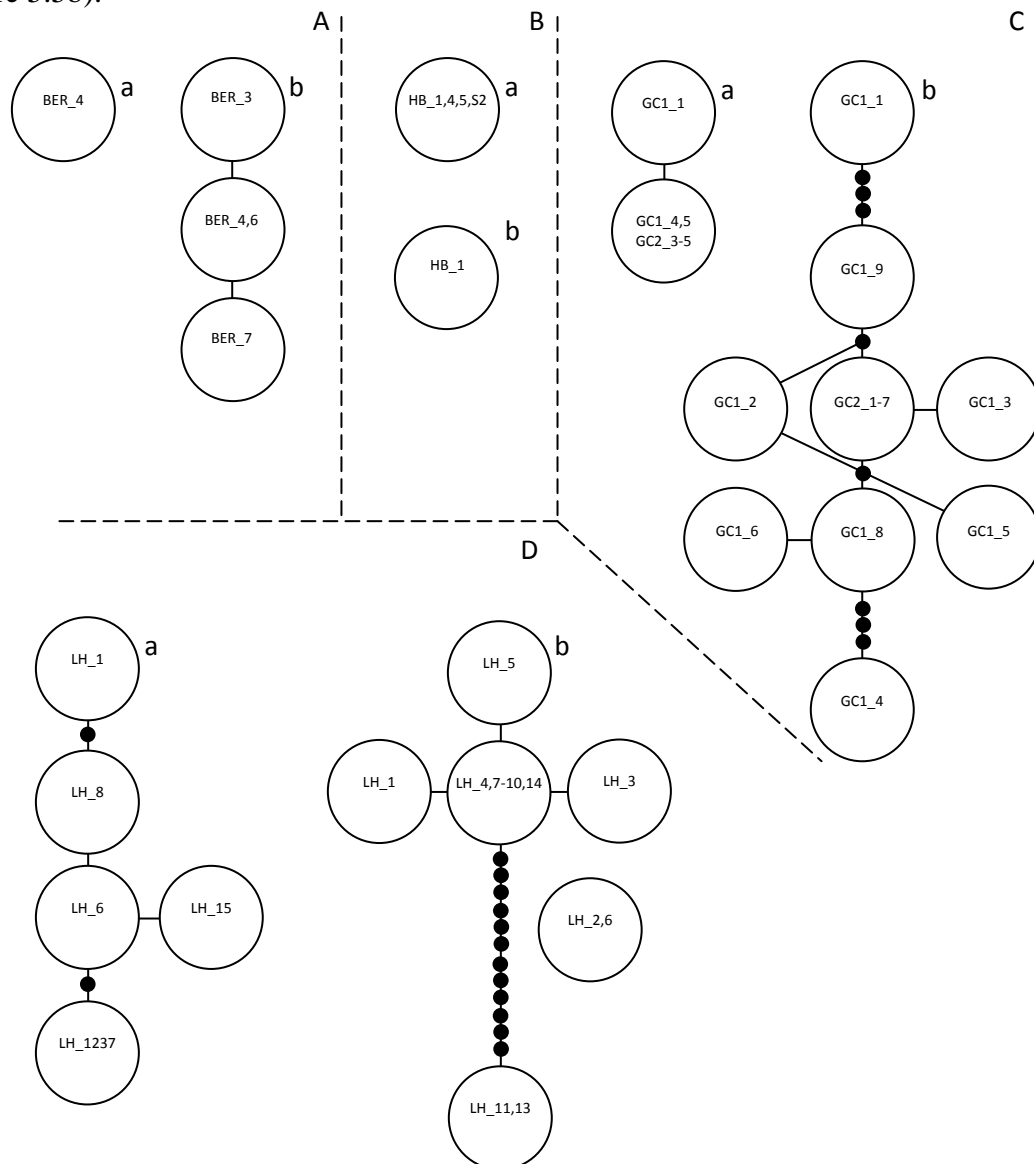 A
B
C
BER_4
a
BER_3
b
BER_4,6
BER_7
HB_1,4,5,S2
a
HB_1
b
GC1_1
a
GC1_4,5
GC2_3-5
GC1_1
b
GC1_9
GC1_2
GC2_1-7
GC1_3
GC1_6
GC1_8
GC1_5
GC1_4
D
LH_1
a
LH_8
LH_6
LH_15
LH_1237
LH_5
b
LH_1
LH_4,7-10,14
LH_3
LH_2,6
LH_11,13